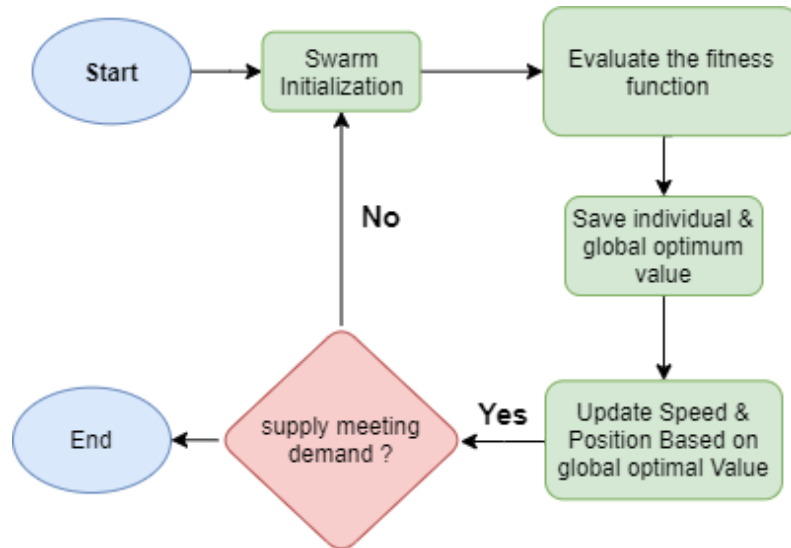 Start
Swarm
Initialization
Evaluate the fitness
function
Save individual &
global optimum
value
Update Speed &
Position Based on
global optimal Value
Yes
supply meeting
demand ?
No
End